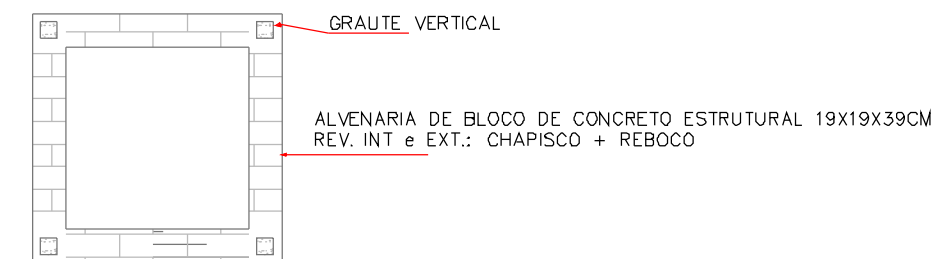 GRAUTE VERTICAL
ALVENARIA DE BLOCO DE CONCRETO ESTRUTURAL 19X19X39CM
REV. INT e EXT.: CHAPISCO + REBOCO